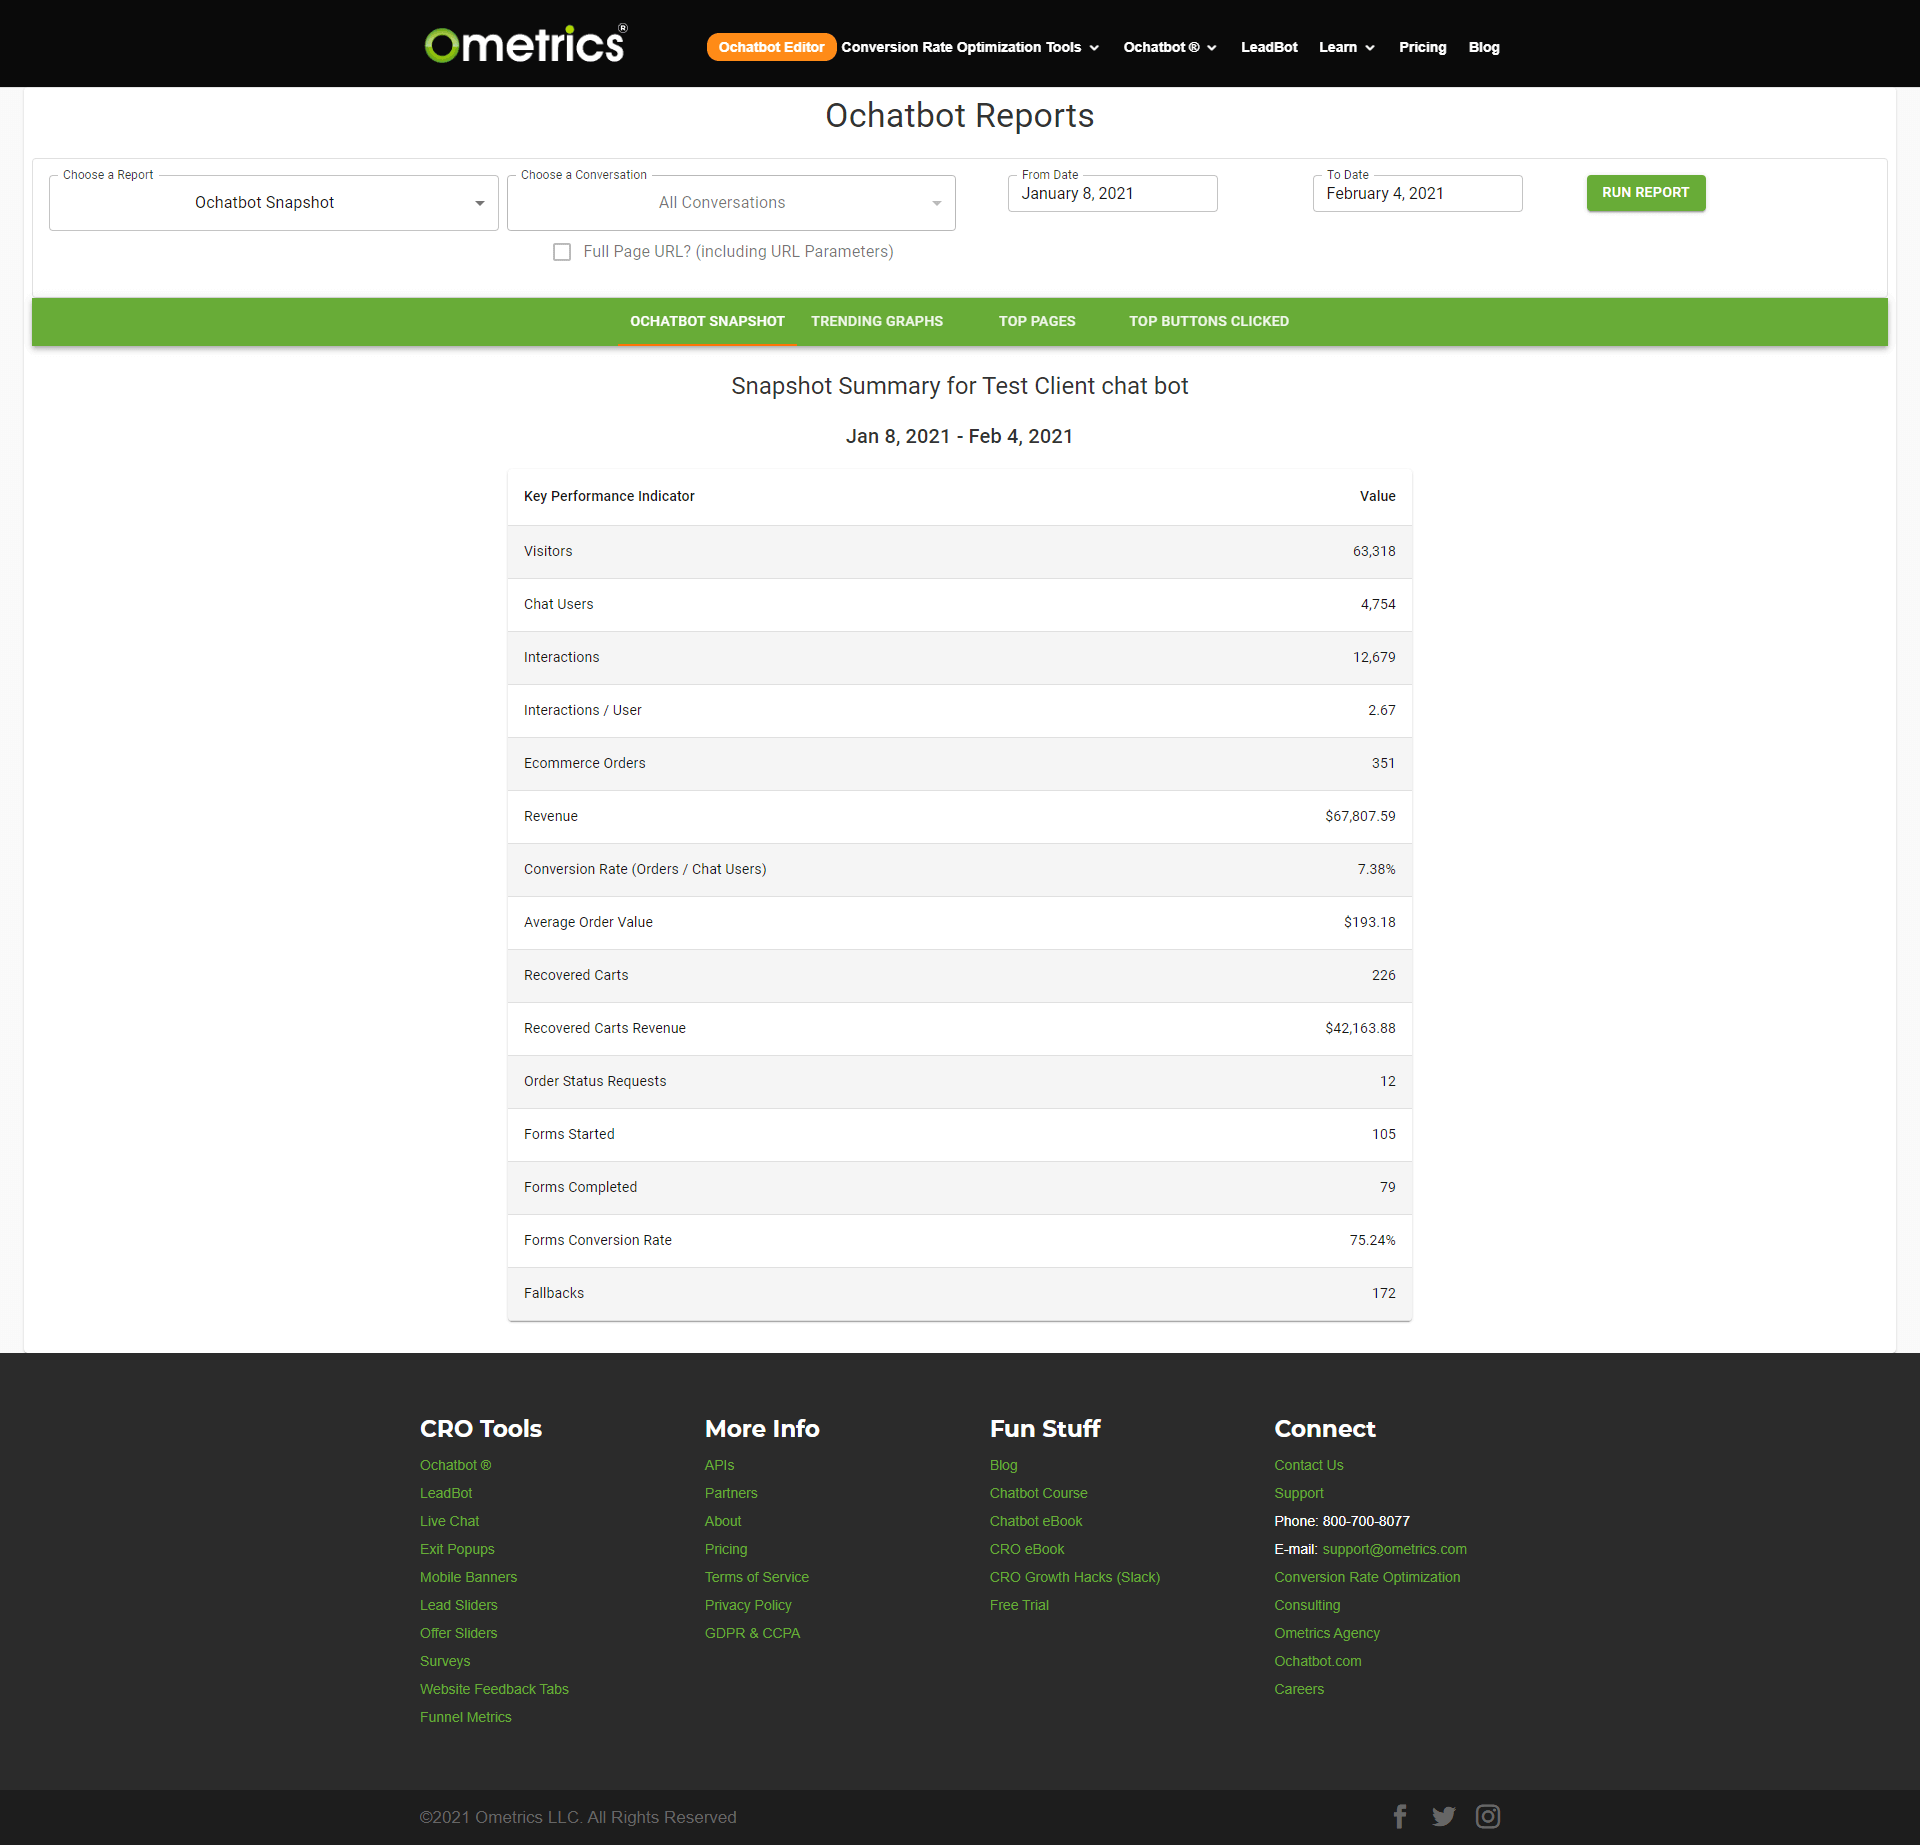 Ometrics®
Ochatbot Editor Conversion Rate Optimization Tools Ochatbot ® LeadBot Learn Pricing Blog
Ochatbot Reports
Choose a Report Choose a Conversation From Date To Date
Ochatbot Snapshot All Conversations January 8, 2021 February 4, 2021 RUN REPORT
Full Page URL? (including URL Parameters)
OCHATBOT SNAPSHOT TRENDING GRAPHS TOP PAGES TOP BUTTONS CLICKED
Snapshot Summary for Test Client chat bot
Jan 8, 2021 - Feb 4, 2021
Key Performance Indicator Value
Visitors 63,318
Chat Users 4,754
Interactions 12,679
Interactions / User 2.67
Ecommerce Orders 351
Revenue $67,807.59
Conversion Rate (Orders / Chat Users) 7.38%
Average Order Value $193.18
Recovered Carts 226
Recovered Carts Revenue $42,163.88
Order Status Requests 12
Forms Started 105
Forms Completed 79
Forms Conversion Rate 75.24%
Fallbacks 172
CRO Tools
Ochatbot ®
LeadBot
Live Chat
Exit Popups
Mobile Banners
Lead Sliders
Offer Sliders
Surveys
Website Feedback Tabs
Funnel Metrics
More Info
APIs
Partners
About
Pricing
Terms of Service
Privacy Policy
GDPR & CCPA
Fun Stuff
Blog
Chatbot Course
Chatbot eBook
CRO eBook
CRO Growth Hacks (Slack)
Free Trial
Connect
Contact Us
Support
Phone: 800-700-8077
E-mail: support@ometrics.com
Conversion Rate Optimization
Consulting
Ometrics Agency
Ochatbot.com
Careers
©2021 Ometrics LLC. All Rights Reserved